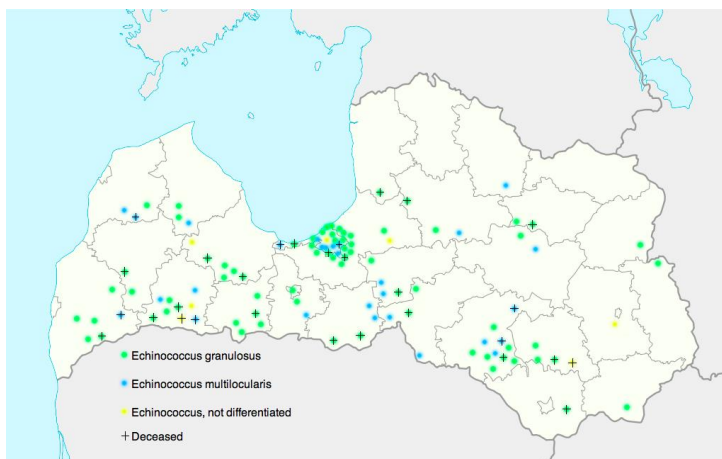 Echinococcus granulosus
Echinococcus multilocularis
Echinococcus, not differentiated
Deceased